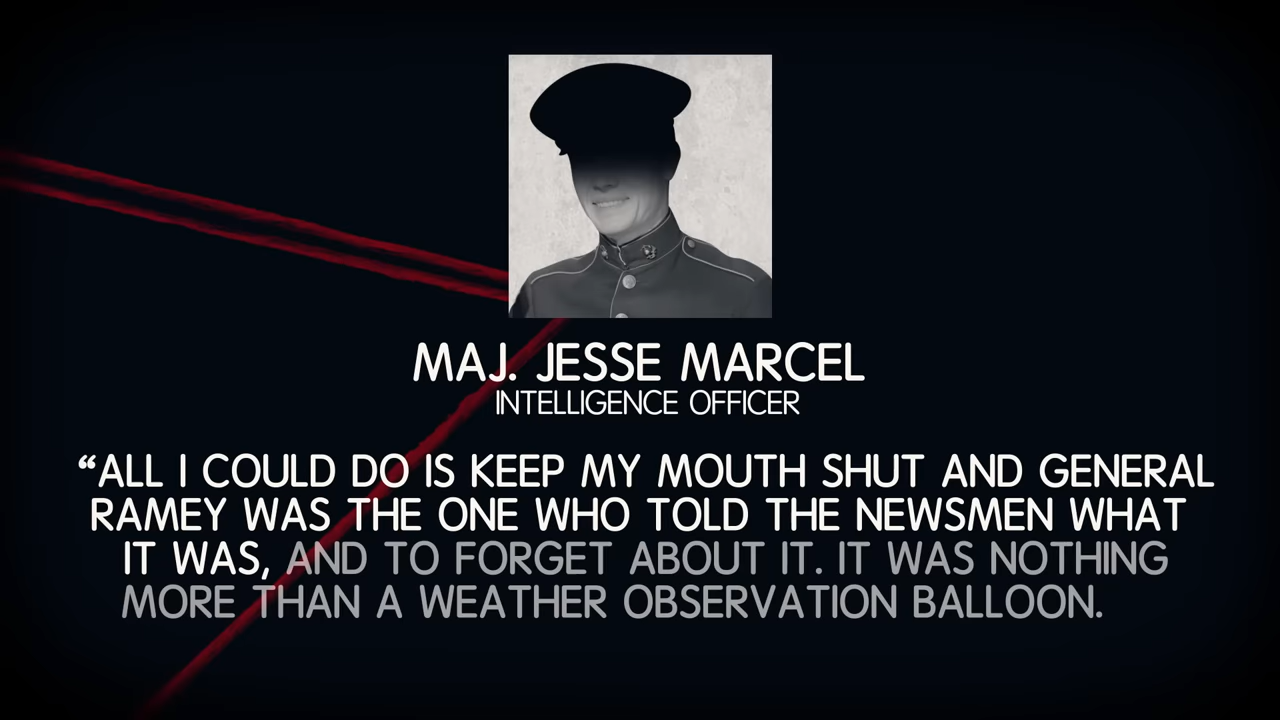 MAJ. JESSE MARCEL
INTELLIGENCE OFFICER
“ALL I COULD DO IS KEEP MY MOUTH SHUT AND GENERAL
RAMEY WAS THE ONE WHO TOLD THE NEWSMEN WHAT
IT WAS, AND TO FORGET ABOUT IT. IT WAS NOTHING
MORE THAN A WEATHER OBSERVATION BALLOON.